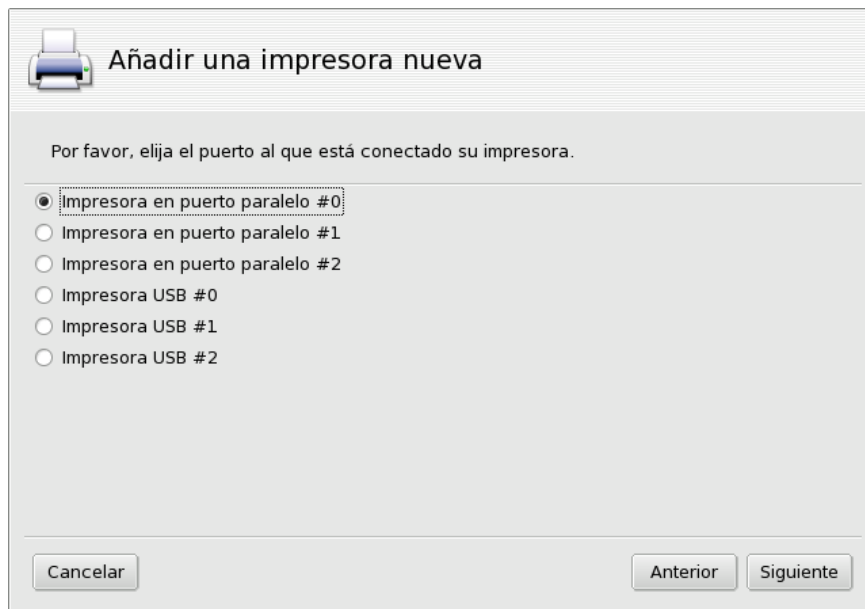 Añadir una impresora nueva
Por favor, elija el puerto al que está conectado su impresora.
Impresora en puerto paralelo #0
Impresora en puerto paralelo #1
Impresora en puerto paralelo #2
Impresora USB #0
Impresora USB #1
Impresora USB #2
Cancelar Anterior Siguiente